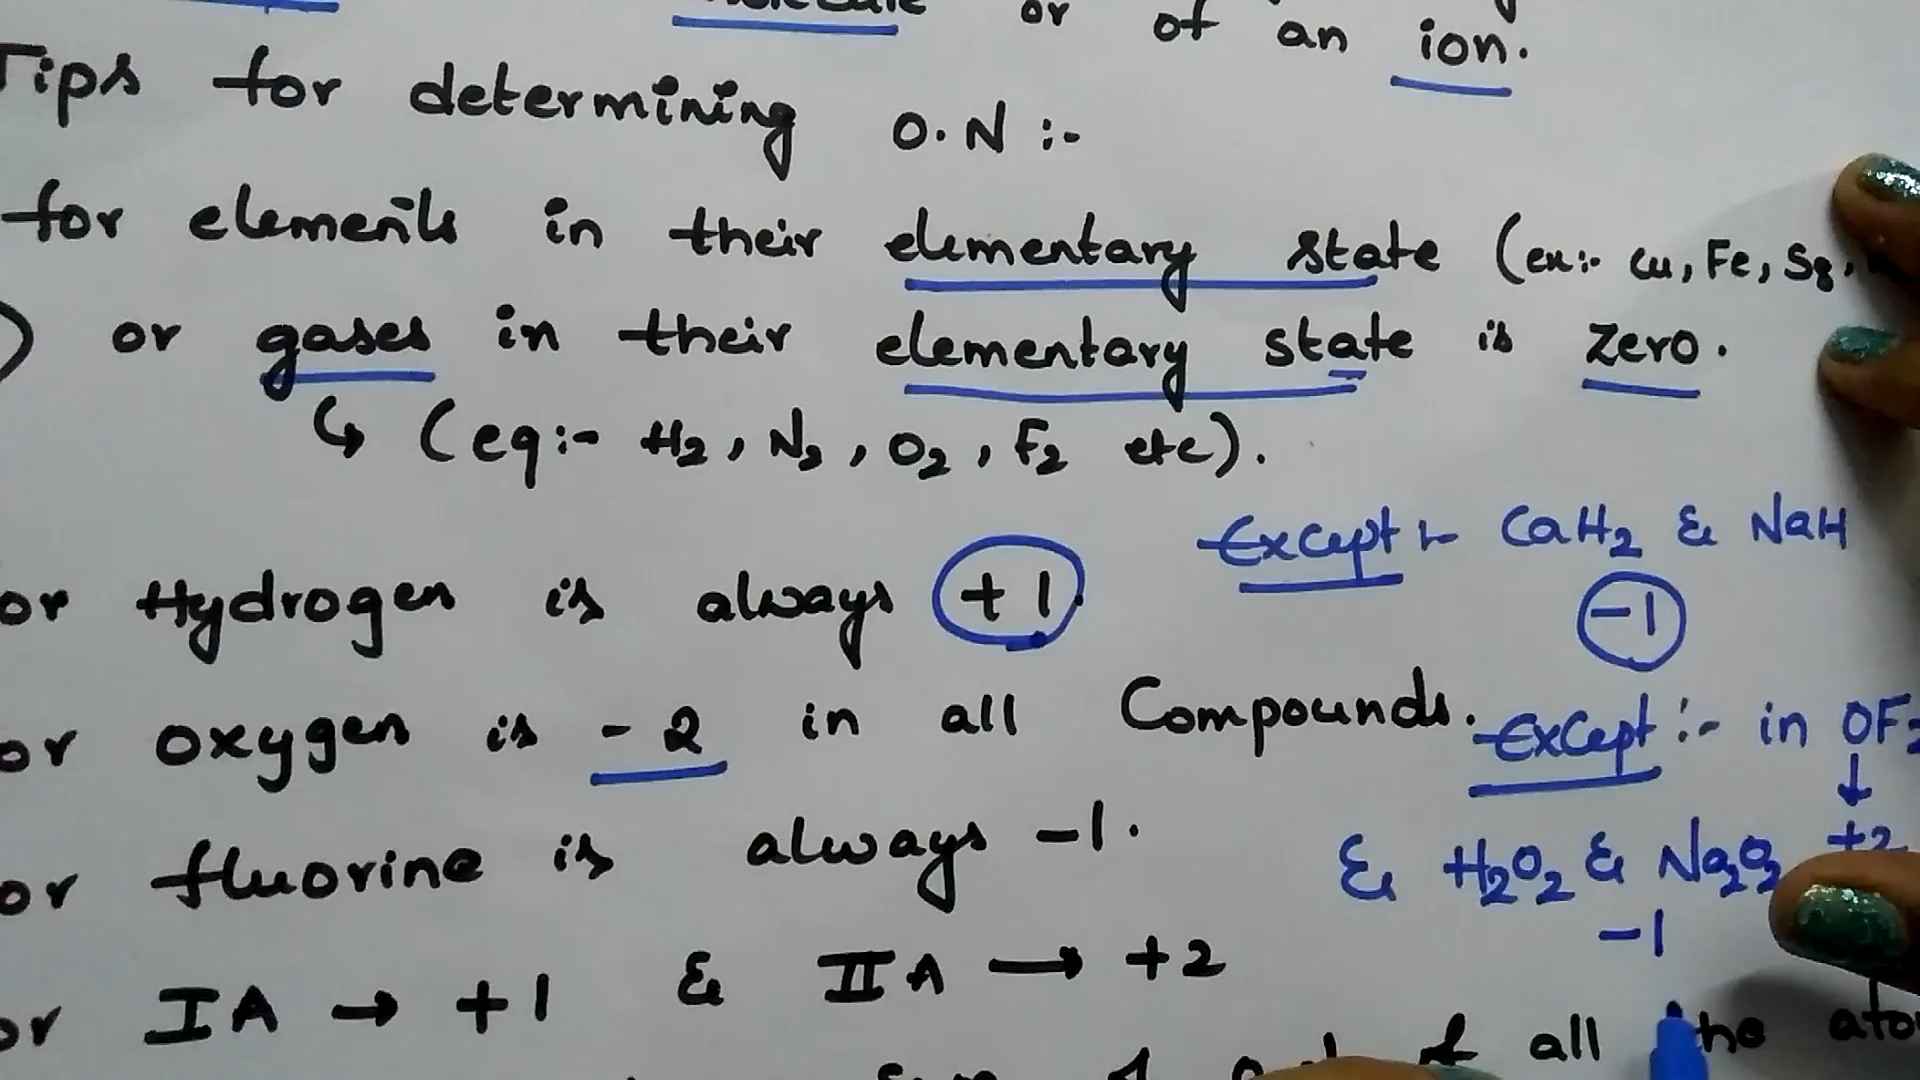 or of an ion.
Tips for determining O.N :-
for elements in their elementary state (ex:- Cu, Fe, S8,
) or gases in their elementary state is zero.
↳ (eg:- H2, N2, O2, F2 etc).
Except :- CaH2 & NaH
or Hydrogen is always +1.
-1
or oxygen is -2 in all Compounds.
Except :- in OF2
↓
+2
or fluorine is always -1.
& H2O2 & Na2O2
-1
or IA → +1 & IIA → +2
of all the